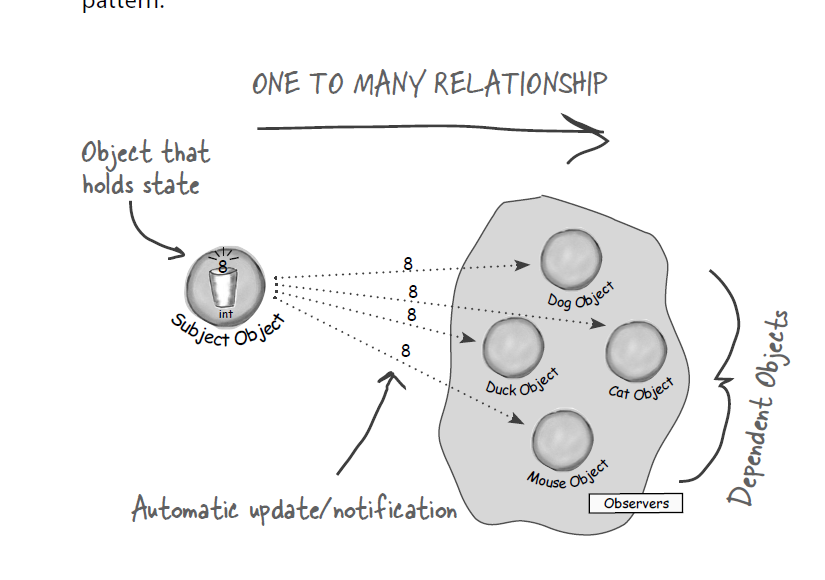 pattern.
ONE TO MANY RELATIONSHIP
Object that
holds state
8
int
Subject Object
8
8
8
8
Dog Object
Duck Object
Cat Object
Mouse Object
Observers
Dependent Objects
Automatic update/notification